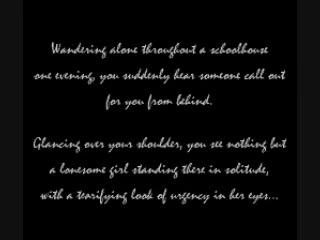 Wandering alone throughout a schoolhouse
one evening, you suddenly hear someone call out
for you from behind.
Glancing over your shoulder, you see nothing but
a lonesome girl standing there in solitude,
with a tearifying look of urgency in her eyes...